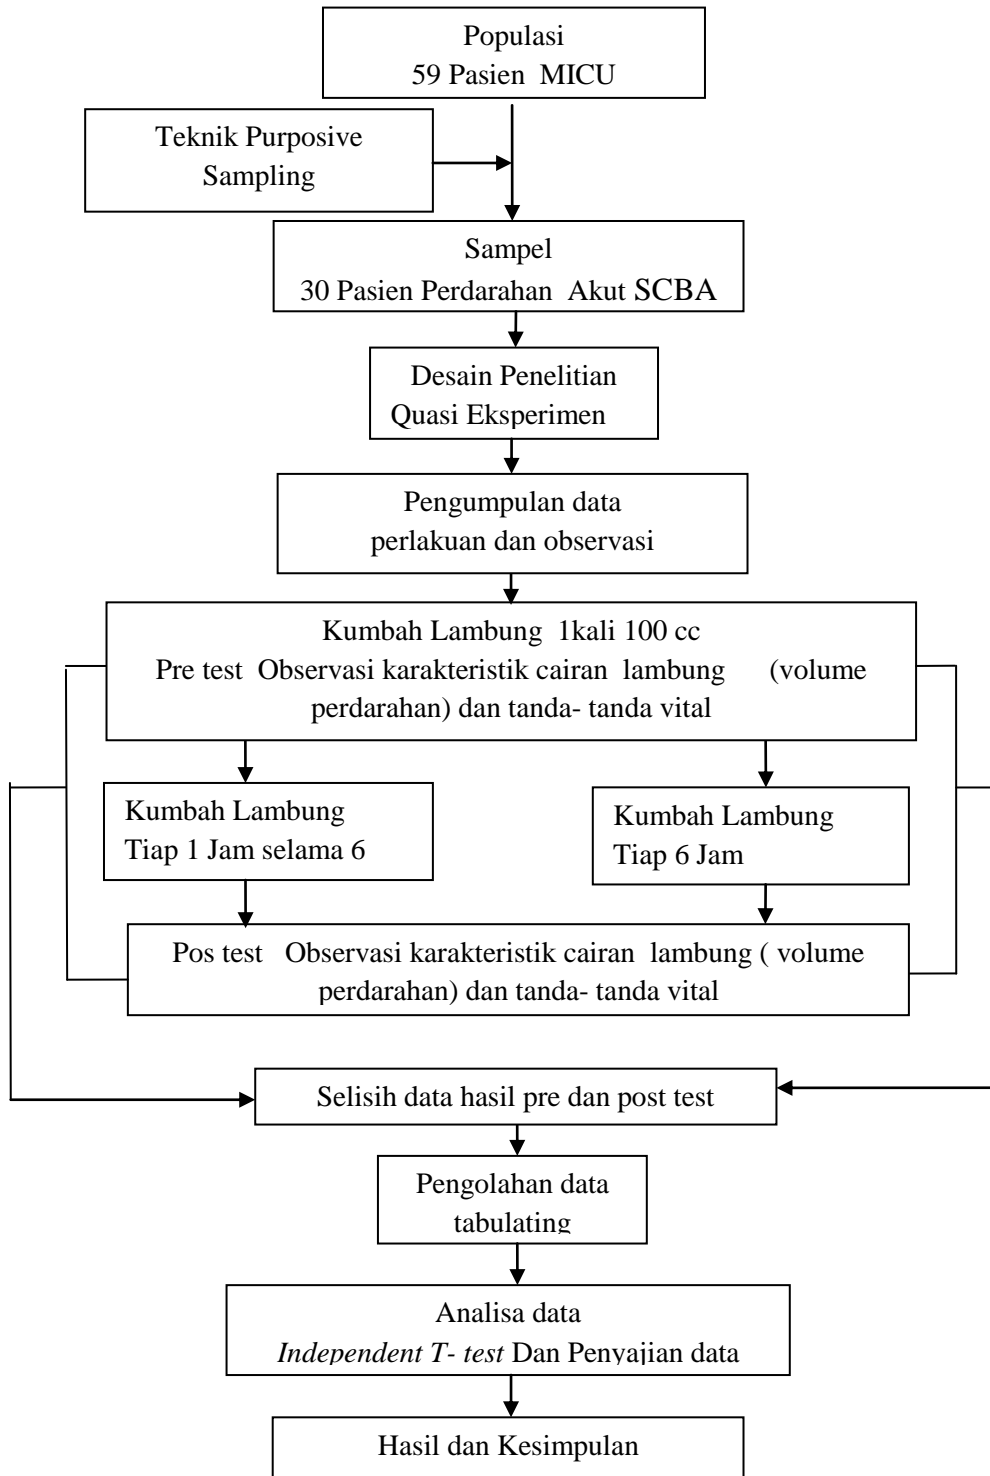 Populasi
59 Pasien MICU
Teknik Purposive
Sampling
Sampel
30 Pasien Perdarahan Akut SCBA
Desain Penelitian
Quasi Eksperimen
Pengumpulan data
perlakuan dan observasi
Kumbah Lambung 1kali 100 cc
Pre test Observasi karakteristik cairan lambung (volume
perdarahan) dan tanda- tanda vital
Kumbah Lambung
Tiap 1 Jam selama 6
Kumbah Lambung
Tiap 6 Jam
Pos test Observasi karakteristik cairan lambung ( volume
perdarahan) dan tanda- tanda vital
Selisih data hasil pre dan post test
Pengolahan data
tabulating
Analisa data
Independent T- test Dan Penyajian data
Hasil dan Kesimpulan